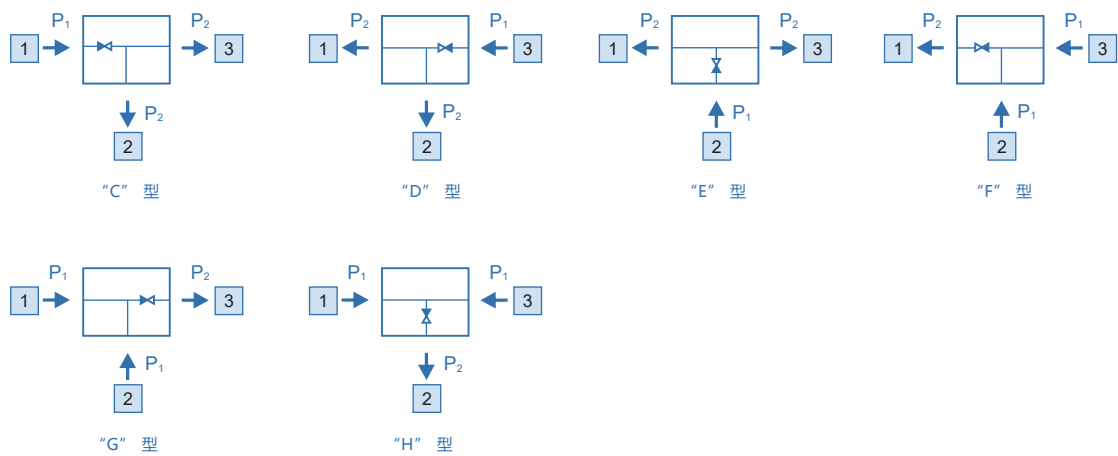 P₁ P₂ P₂ P₁ P₂ P₂ P₂ P₁
1 3 1 3 1 3 1 3
P₂ P₂ P₁ P₁
2 2 2 2
“C” 型 “D” 型 “E” 型 “F” 型
P₁ P₂ P₁ P₁
1 3 1 3
P₁ P₂
2 2
“G” 型 “H” 型